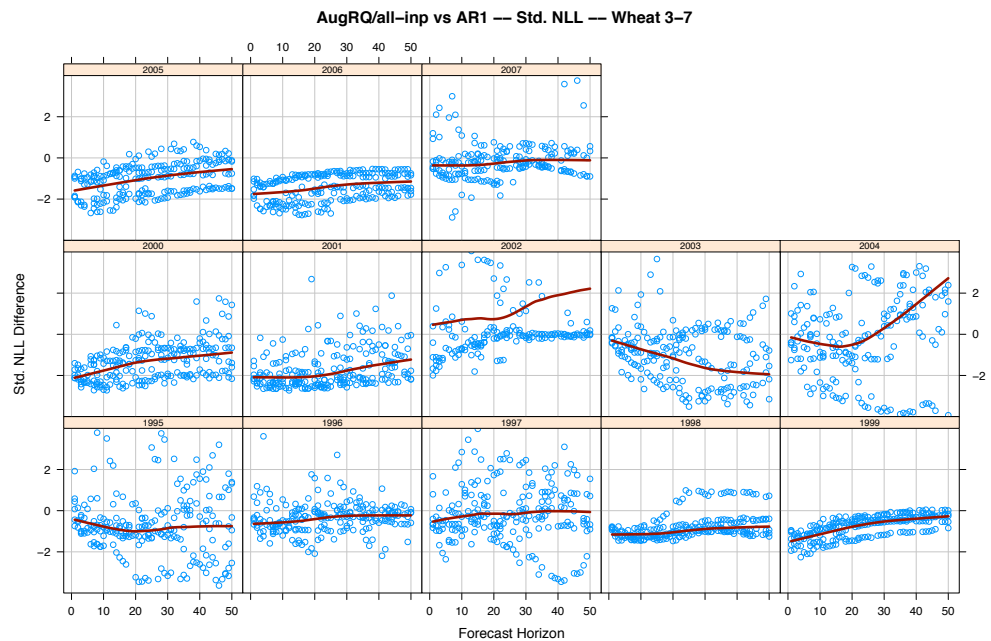 AugRQ/all−inp vs AR1 −− Std. NLL −− Wheat 3−7
0 10 20 30 40 50
2005 2006 2007
2
0
−2
2000 2001 2002 2003 2004
2
0
−2
Std. NLL Difference
1995 1996 1997 1998 1999
2
0
−2
0 10 20 30 40 50 0 10 20 30 40 50 0 10 20 30 40 50
Forecast Horizon